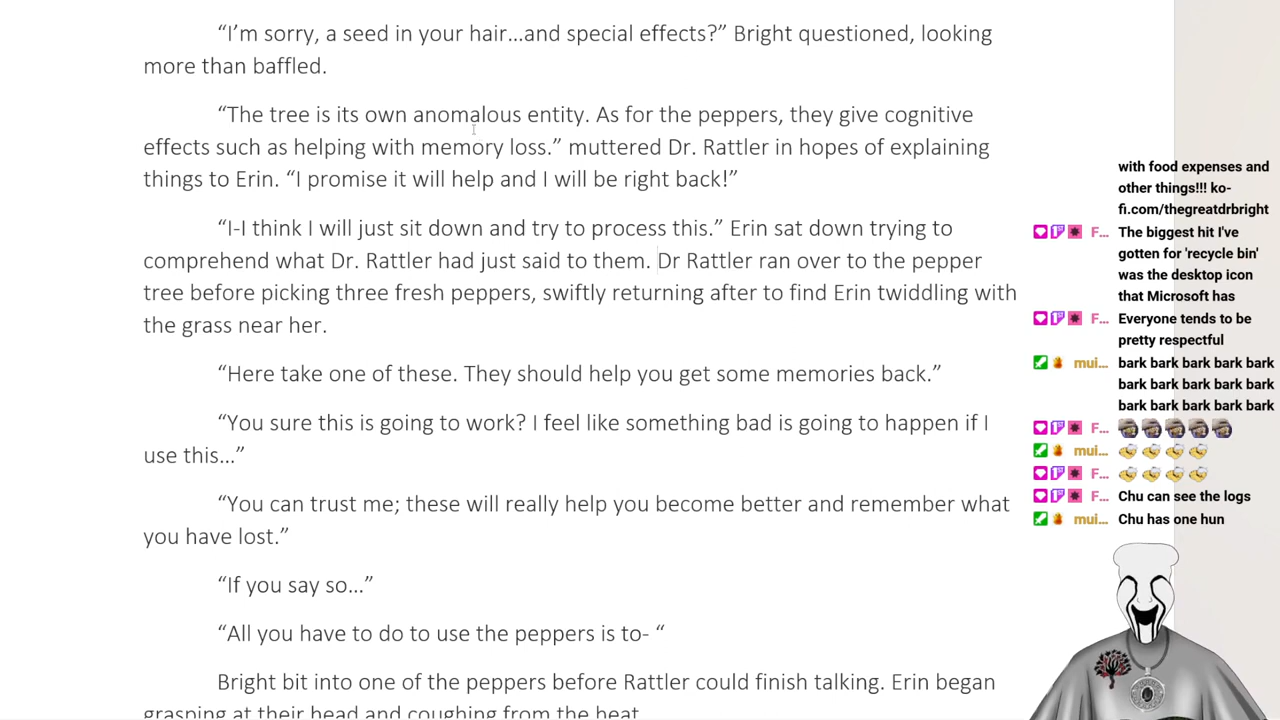 “I’m sorry, a seed in your hair…and special effects?” Bright questioned, looking
more than baffled.
“The tree is its own anomalous entity. As for the peppers, they give cognitive
effects such as helping with memory loss.” muttered Dr. Rattler in hopes of explaining
things to Erin. “I promise it will help and I will be right back!”
“I-I think I will just sit down and try to process this.” Erin sat down trying to
comprehend what Dr. Rattler had just said to them. Dr Rattler ran over to the pepper
tree before picking three fresh peppers, swiftly returning after to find Erin twiddling with
the grass near her.
“Here take one of these. They should help you get some memories back.”
“You sure this is going to work? I feel like something bad is going to happen if I
use this…”
“You can trust me; these will really help you become better and remember what
you have lost.”
“If you say so…”
“All you have to do to use the peppers is to- “
Bright bit into one of the peppers before Rattler could finish talking. Erin began
grasping at their head and coughing from the heat
with food expenses and
other things!!! ko-
fi.com/thegreatdrbright
F... The biggest hit I've
gotten for 'recycle bin'
was the desktop icon
that Microsoft has
F... Everyone tends to be
pretty respectful
mui... bark bark bark bark bark
bark bark bark bark bark
bark bark bark bark bark
F...
mui...
F...
F... Chu can see the logs
mui... Chu has one hun